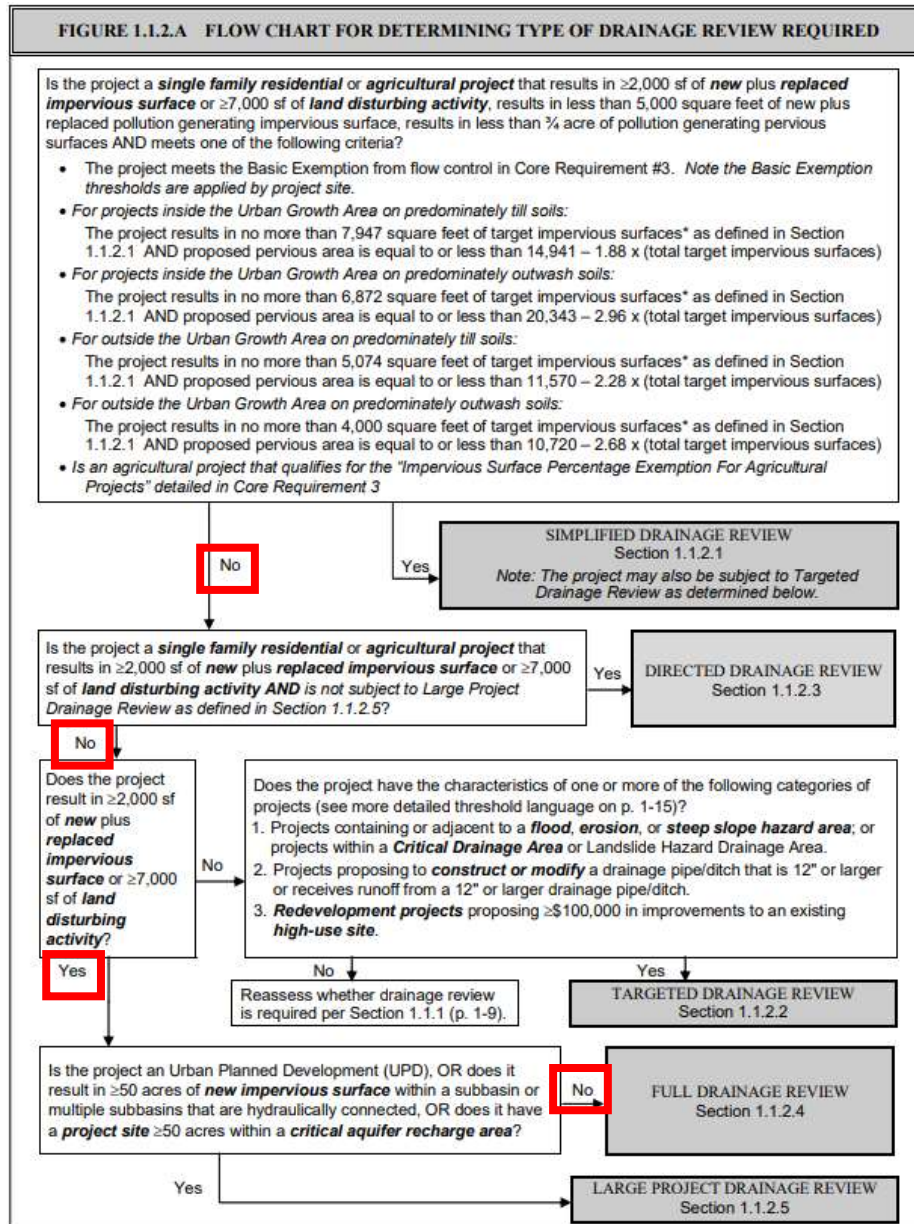 FIGURE 1.1.2.A FLOW CHART FOR DETERMINING TYPE OF DRAINAGE REVIEW REQUIRED
Is the project a single family residential or agricultural project that results in ≥2,000 sf of new plus replaced
impervious surface or ≥7,000 sf of land disturbing activity, results in less than 5,000 square feet of new plus
replaced pollution generating impervious surface, results in less than ¾ acre of pollution generating pervious
surfaces AND meets one of the following criteria?
• The project meets the Basic Exemption from flow control in Core Requirement #3. Note the Basic Exemption
thresholds are applied by project site.
• For projects inside the Urban Growth Area on predominately till soils:
The project results in no more than 7,947 square feet of target impervious surfaces* as defined in Section
1.1.2.1 AND proposed pervious area is equal to or less than 14,941 – 1.88 x (total target impervious surfaces)
• For projects inside the Urban Growth Area on predominately outwash soils:
The project results in no more than 6,872 square feet of target impervious surfaces* as defined in Section
1.1.2.1 AND proposed pervious area is equal to or less than 20,343 – 2.96 x (total target impervious surfaces)
• For outside the Urban Growth Area on predominately till soils:
The project results in no more than 5,074 square feet of target impervious surfaces* as defined in Section
1.1.2.1 AND proposed pervious area is equal to or less than 11,570 – 2.28 x (total target impervious surfaces)
• For outside the Urban Growth Area on predominately outwash soils:
The project results in no more than 4,000 square feet of target impervious surfaces* as defined in Section
1.1.2.1 AND proposed pervious area is equal to or less than 10,720 – 2.68 x (total target impervious surfaces)
• Is an agricultural project that qualifies for the "Impervious Surface Percentage Exemption For Agricultural
Projects" detailed in Core Requirement 3
No
Yes
SIMPLIFIED DRAINAGE REVIEW
Section 1.1.2.1
Note: The project may also be subject to Targeted
Drainage Review as determined below.
Is the project a single family residential or agricultural project that
results in ≥2,000 sf of new plus replaced impervious surface or ≥7,000
sf of land disturbing activity AND is not subject to Large Project
Drainage Review as defined in Section 1.1.2.5?
Yes
DIRECTED DRAINAGE REVIEW
Section 1.1.2.3
No
Does the project
result in ≥2,000 sf
of new plus
replaced
impervious
surface or ≥7,000
sf of land
disturbing
activity?
No
Does the project have the characteristics of one or more of the following categories of
projects (see more detailed threshold language on p. 1-15)?
1. Projects containing or adjacent to a flood, erosion, or steep slope hazard area; or
projects within a Critical Drainage Area or Landslide Hazard Drainage Area.
2. Projects proposing to construct or modify a drainage pipe/ditch that is 12" or larger
or receives runoff from a 12" or larger drainage pipe/ditch.
3. Redevelopment projects proposing ≥$100,000 in improvements to an existing
high-use site.
Yes
No
Yes
Reassess whether drainage review
is required per Section 1.1.1 (p. 1-9).
TARGETED DRAINAGE REVIEW
Section 1.1.2.2
Is the project an Urban Planned Development (UPD), OR does it
result in ≥50 acres of new impervious surface within a subbasin or
multiple subbasins that are hydraulically connected, OR does it have
a project site ≥50 acres within a critical aquifer recharge area?
No
FULL DRAINAGE REVIEW
Section 1.1.2.4
Yes
LARGE PROJECT DRAINAGE REVIEW
Section 1.1.2.5